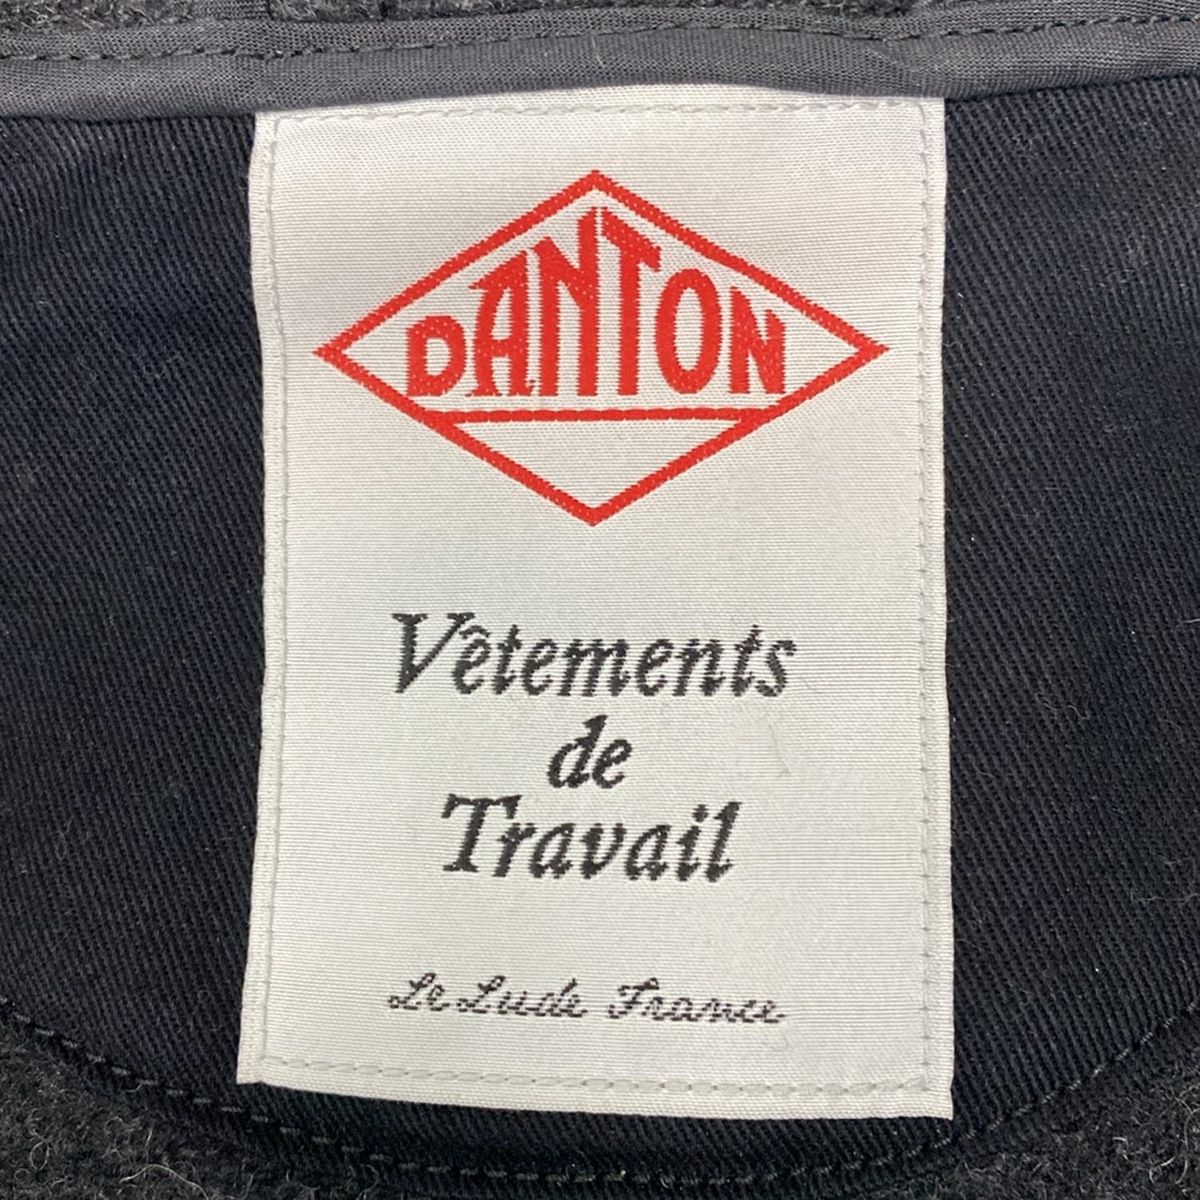 DANTON
Vêtements
de
Travail
Le Lude France